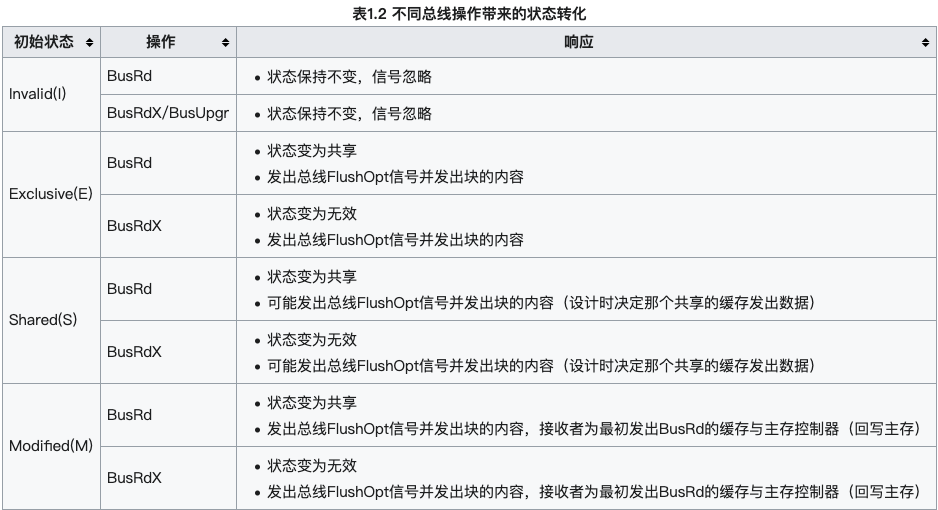 表1.2 不同总线操作带来的状态转化
初始状态 操作 响应
Invalid(I)
BusRd
状态保持不变，信号忽略
BusRdX/BusUpgr
状态保持不变，信号忽略
Exclusive(E)
BusRd
状态变为共享
发出总线FlushOpt信号并发出块的内容
BusRdX
状态变为无效
发出总线FlushOpt信号并发出块的内容
Shared(S)
BusRd
状态变为共享
可能发出总线FlushOpt信号并发出块的内容（设计时决定那个共享的缓存发出数据）
BusRdX
状态变为无效
可能发出总线FlushOpt信号并发出块的内容（设计时决定那个共享的缓存发出数据）
Modified(M)
BusRd
状态变为共享
发出总线FlushOpt信号并发出块的内容，接收者为最初发出BusRd的缓存与主存控制器（回写主存）
BusRdX
状态变为无效
发出总线FlushOpt信号并发出块的内容，接收者为最初发出BusRd的缓存与主存控制器（回写主存）